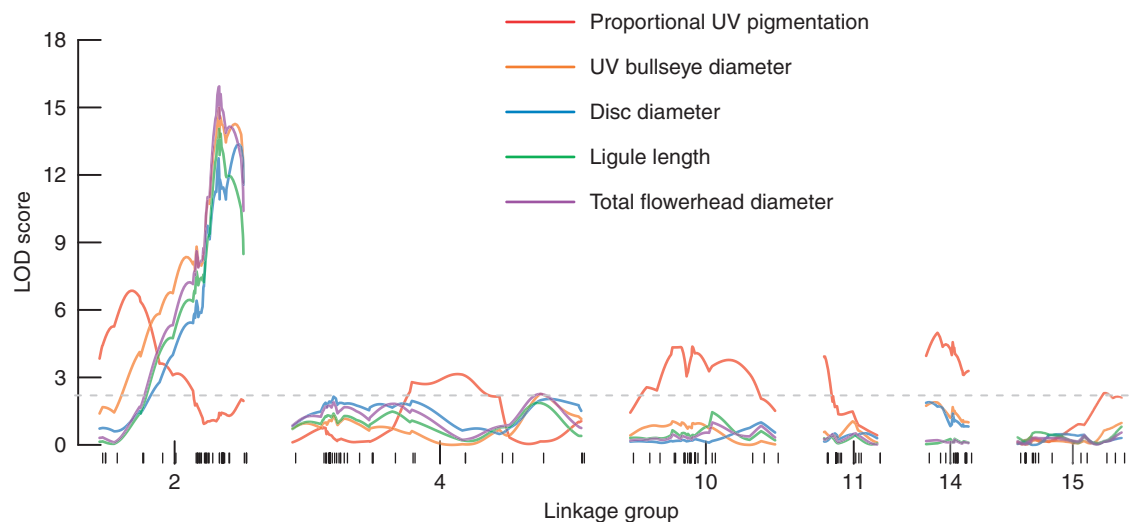 Proportional UV pigmentation
UV bullseye diameter
Disc diameter
Ligule length
Total flowerhead diameter
LOD score
18
15
12
9
6
3
0
2 4 10 11 14 15
Linkage group